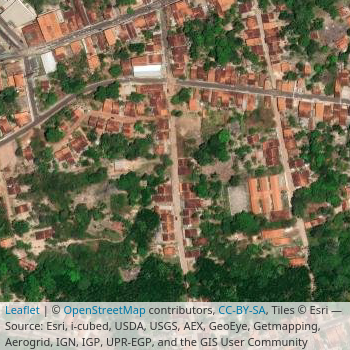 Leaflet | © OpenStreetMap contributors, CC-BY-SA, Tiles © Esri —
Source: Esri, i-cubed, USDA, USGS, AEX, GeoEye, Getmapping,
Aerogrid, IGN, IGP, UPR-EGP, and the GIS User Community